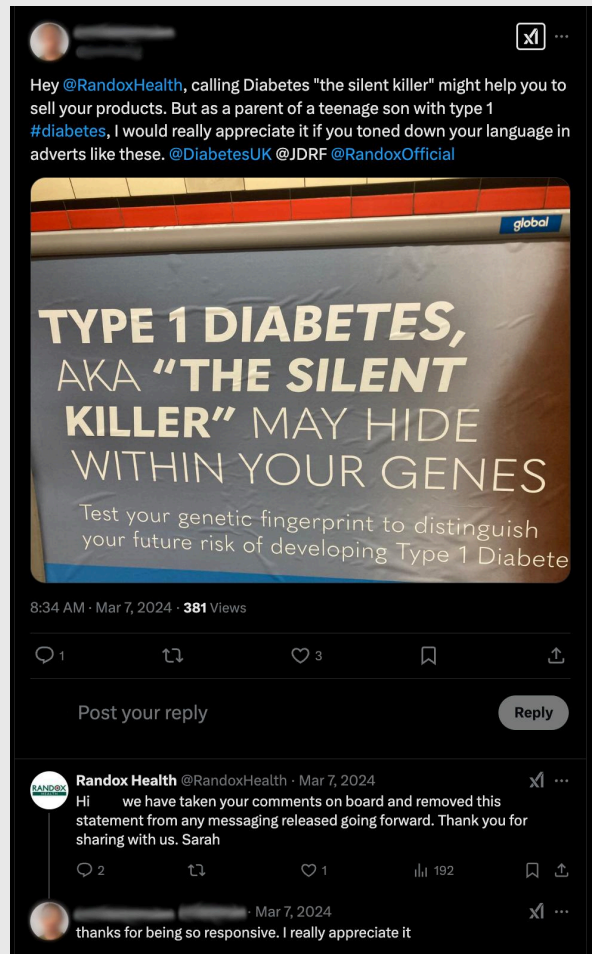 Hey @RandoxHealth, calling Diabetes "the silent killer" might help you to
sell your products. But as a parent of a teenage son with type 1
#diabetes, I would really appreciate it if you toned down your language in
adverts like these. @DiabetesUK @JDRF @RandoxOfficial
global
TYPE 1 DIABETES,
AKA "THE SILENT
KILLER" MAY HIDE
WITHIN YOUR GENES
Test your genetic fingerprint to distinguish
your future risk of developing Type 1 Diabete
8:34 AM · Mar 7, 2024 · 381 Views
1
3
Post your reply
Reply
RANDOX
Randox Health @RandoxHealth · Mar 7, 2024
Hi we have taken your comments on board and removed this
statement from any messaging released going forward. Thank you for
sharing with us. Sarah
2
1
192
· Mar 7, 2024
thanks for being so responsive. I really appreciate it